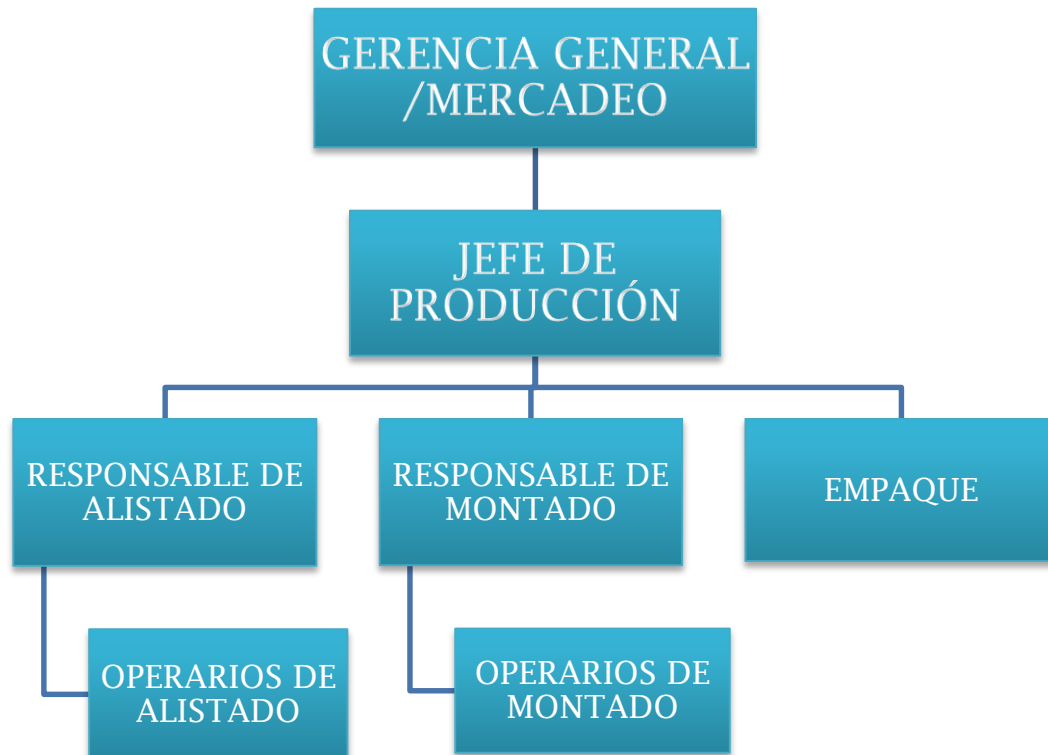 GERENCIA GENERAL
/MERCADEO
JEFE DE
PRODUCCIÓN
RESPONSABLE DE
ALISTADO
RESPONSABLE DE
MONTADO
EMPAQUE
OPERARIOS DE
ALISTADO
OPERARIOS DE
MONTADO